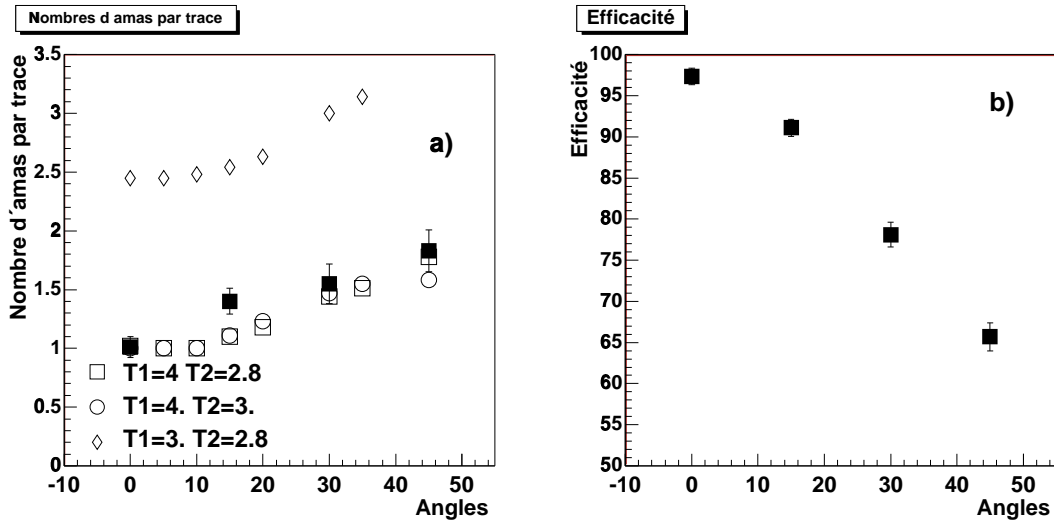 Nombres d amas par trace
Nombre d´amas par trace
3.5
3
2.5
2
1.5
1
0.5
0
a)
T1=4 T2=2.8
T1=4. T2=3.
T1=3. T2=2.8
-10 0 10 20 30 40 50
Angles
Efficacité
Efficacité
100
95
90
85
80
75
70
65
60
55
50
b)
-10 0 10 20 30 40 50
Angles